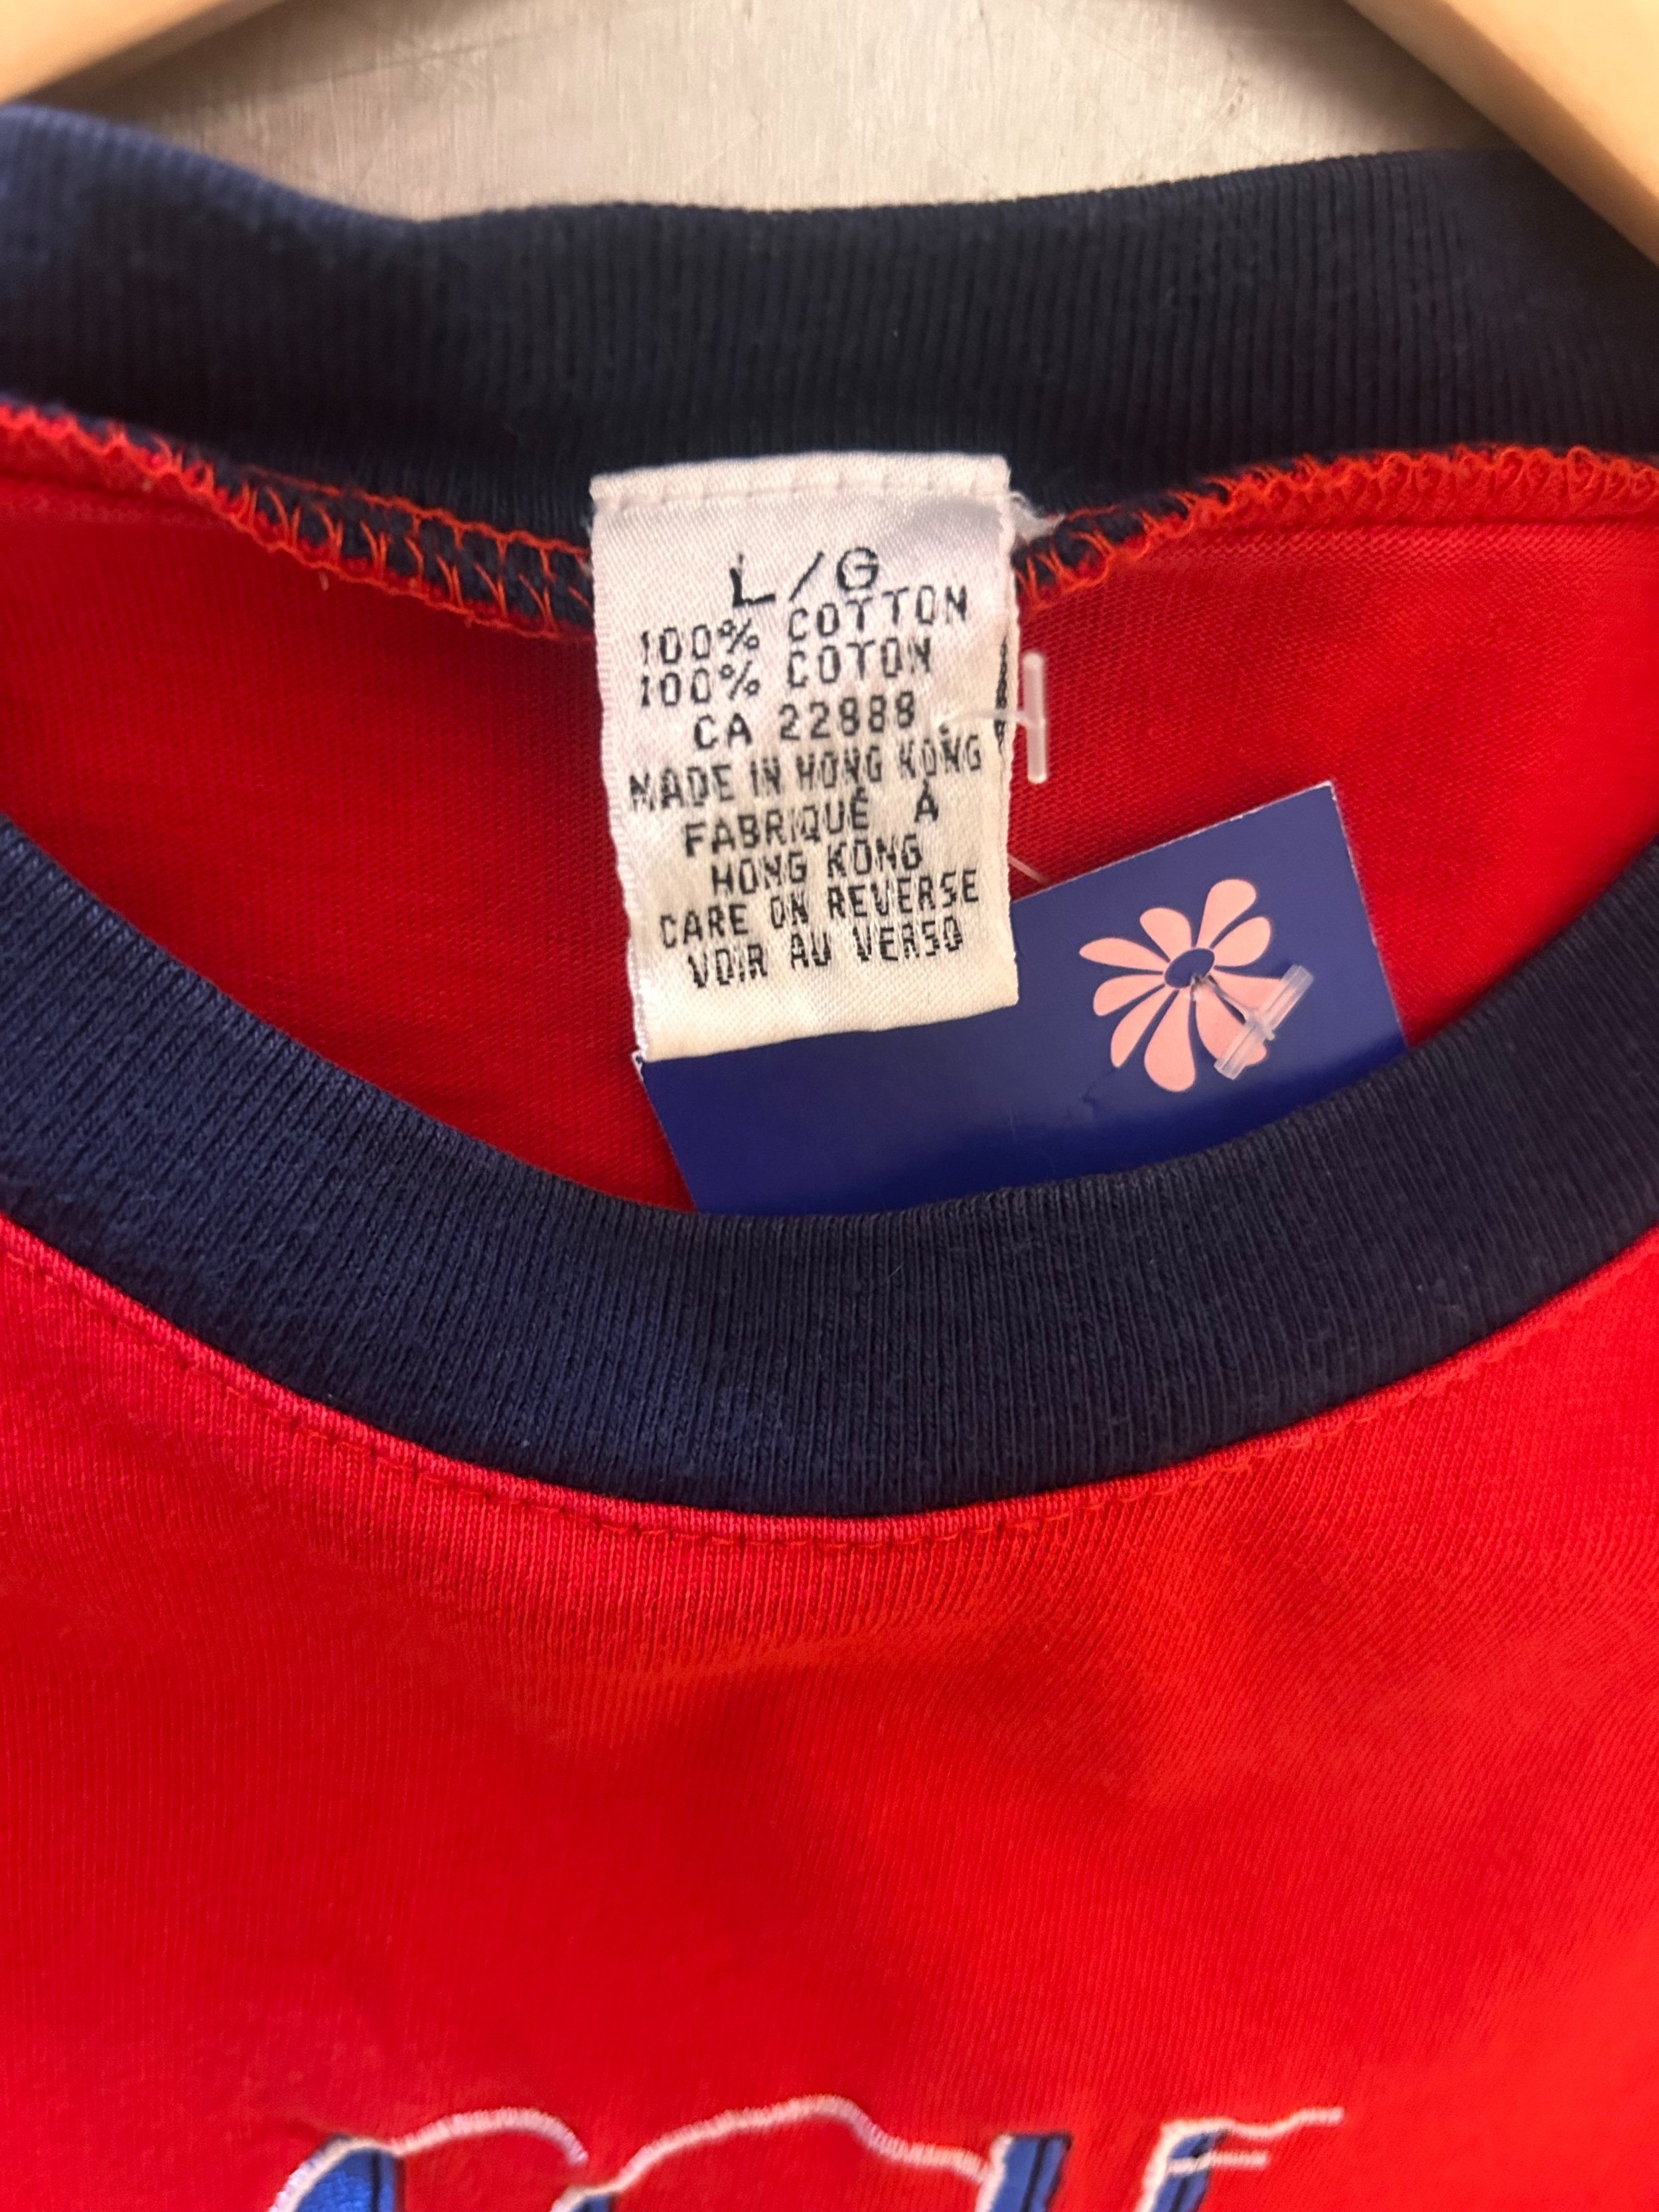 L/G
100% COTTON
100% COTON
CA 22888
MADE IN HONG KONG
FABRIQUÉ À
HONG KONG
CARE ON REVERSE
VOIR AU VERSO